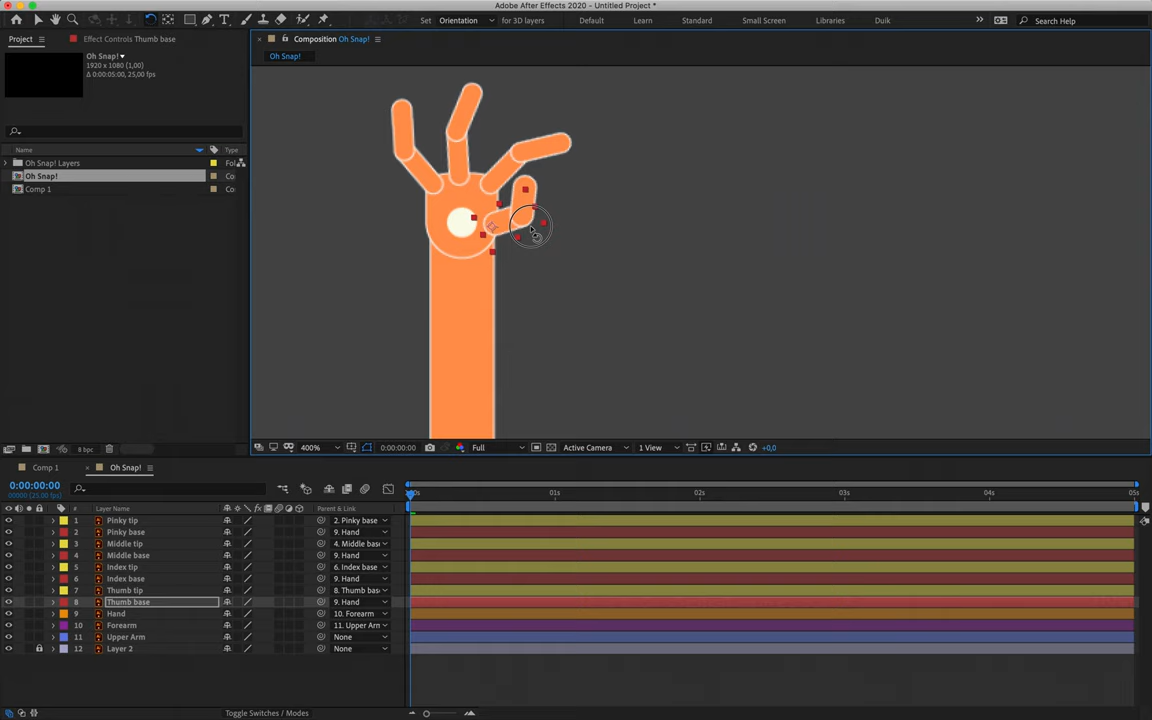 Adobe After Effects 2020 - Untitled Project *
Set Orientation for 3D layers Default Learn Standard Small Screen Libraries Duik Search Help
Project Effect Controls Thumb base
Composition Oh Snap!
Oh Snap!
1920 x 1080 (1,00)
Δ 0:00:05:00, 25,00 fps)
Oh Snap!
Name Type
Oh Snap! Layers Fol
Oh Snap! Co
Comp 1 Co
8 bpc
400% 0:00:00:00 Full Active Camera 1 View +0,0
Comp 1 Oh Snap!
0:00:00:00
00000 (25.00 fps)
01s 02s 03s 04s 05s
# Layer Name Parent & Link
1 Pinky tip 2. Pinky base
2 Pinky base 9. Hand
3 Middle tip 4. Middle bas
4 Middle base 9. Hand
5 Index tip 6. Index base
6 Index base 9. Hand
7 Thumb tip 8. Thumb bas
8 Thumb base 9. Hand
9 Hand 10. Forearm
10 Forearm 11. Upper Arm
11 Upper Arm None
12 Layer 2 None
Toggle Switches / Modes